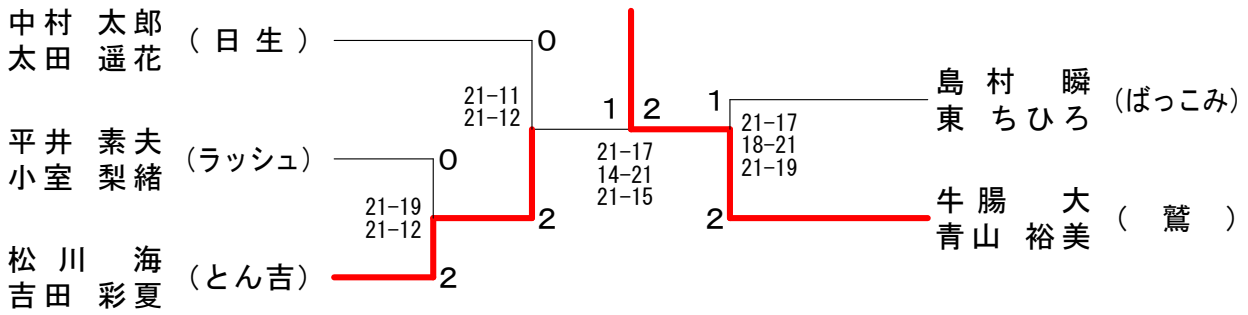 中村 太郎
太田 遥花
(日生)
0
21-11
21-12
平井 素夫
小室 梨緒
(ラッシュ)
0
21-19
21-12
2
松川 海
吉田 彩夏
(とん吉)
2
1
2
21-17
14-21
21-15
1
島村 瞬
東 ちひろ
(ばっこみ)
21-17
18-21
21-19
2
牛腸 大
青山 裕美
(鷲)